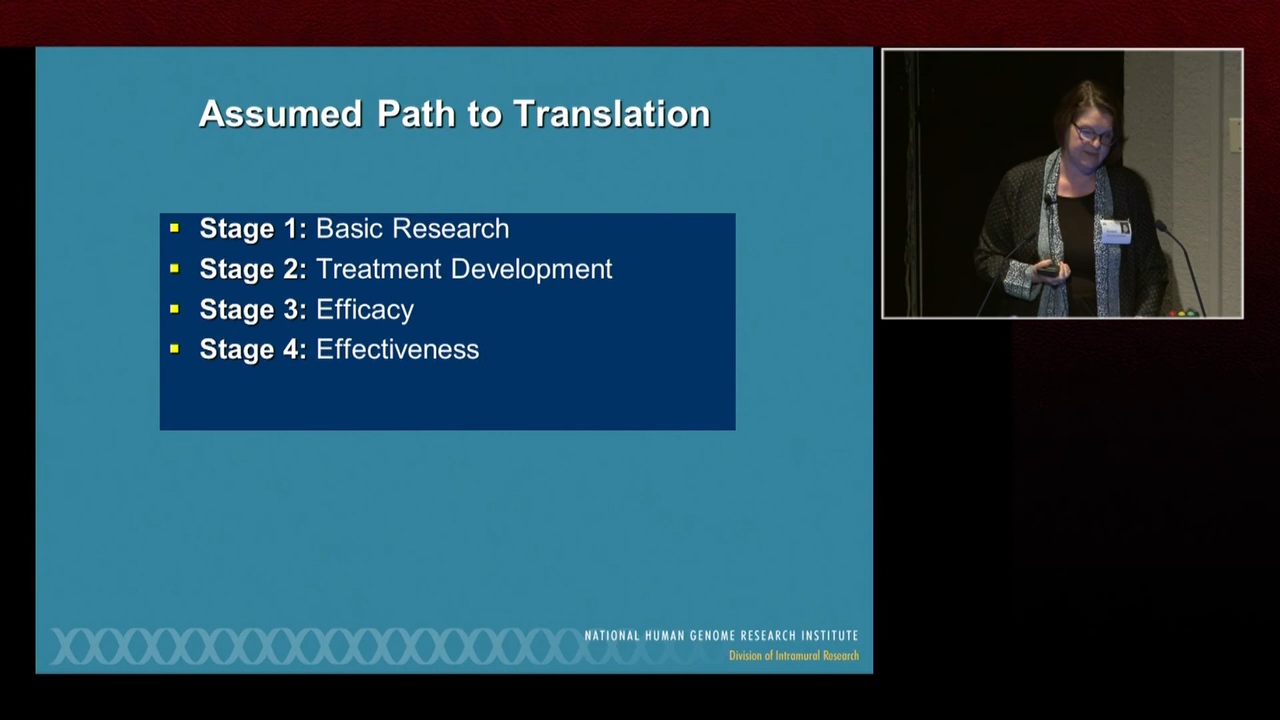 Assumed Path to Translation
Stage 1: Basic Research
Stage 2: Treatment Development
Stage 3: Efficacy
Stage 4: Effectiveness
NATIONAL HUMAN GENOME RESEARCH INSTITUTE
Division of Intramural Research